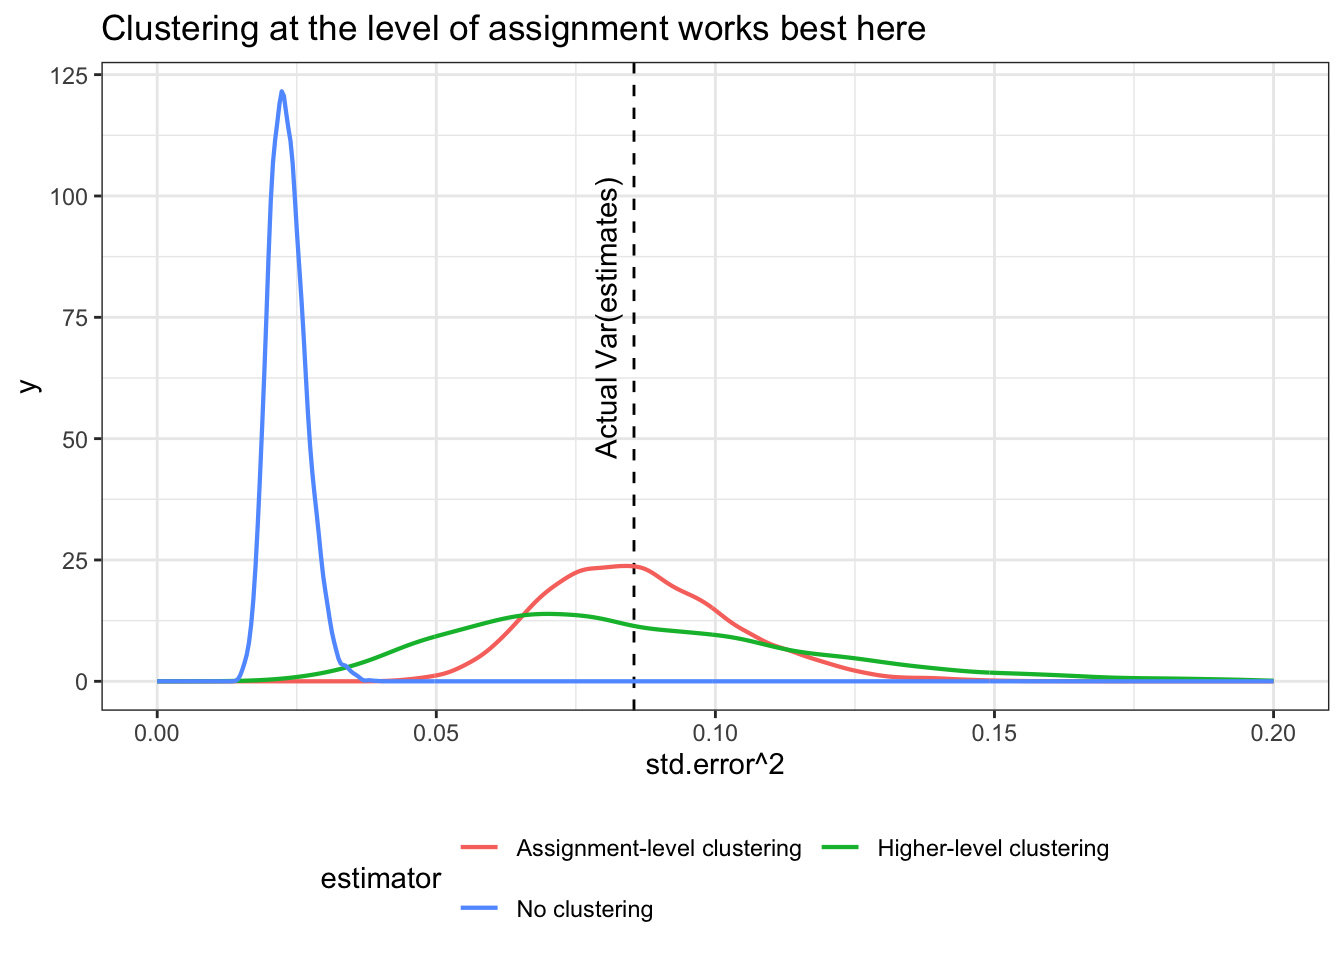 Clustering at the level of assignment works best here
125
100
75
50
25
0
y
Actual Var(estimates)
0.00 0.05 0.10 0.15 0.20
std.error^2
estimator
Assignment-level clustering Higher-level clustering
No clustering